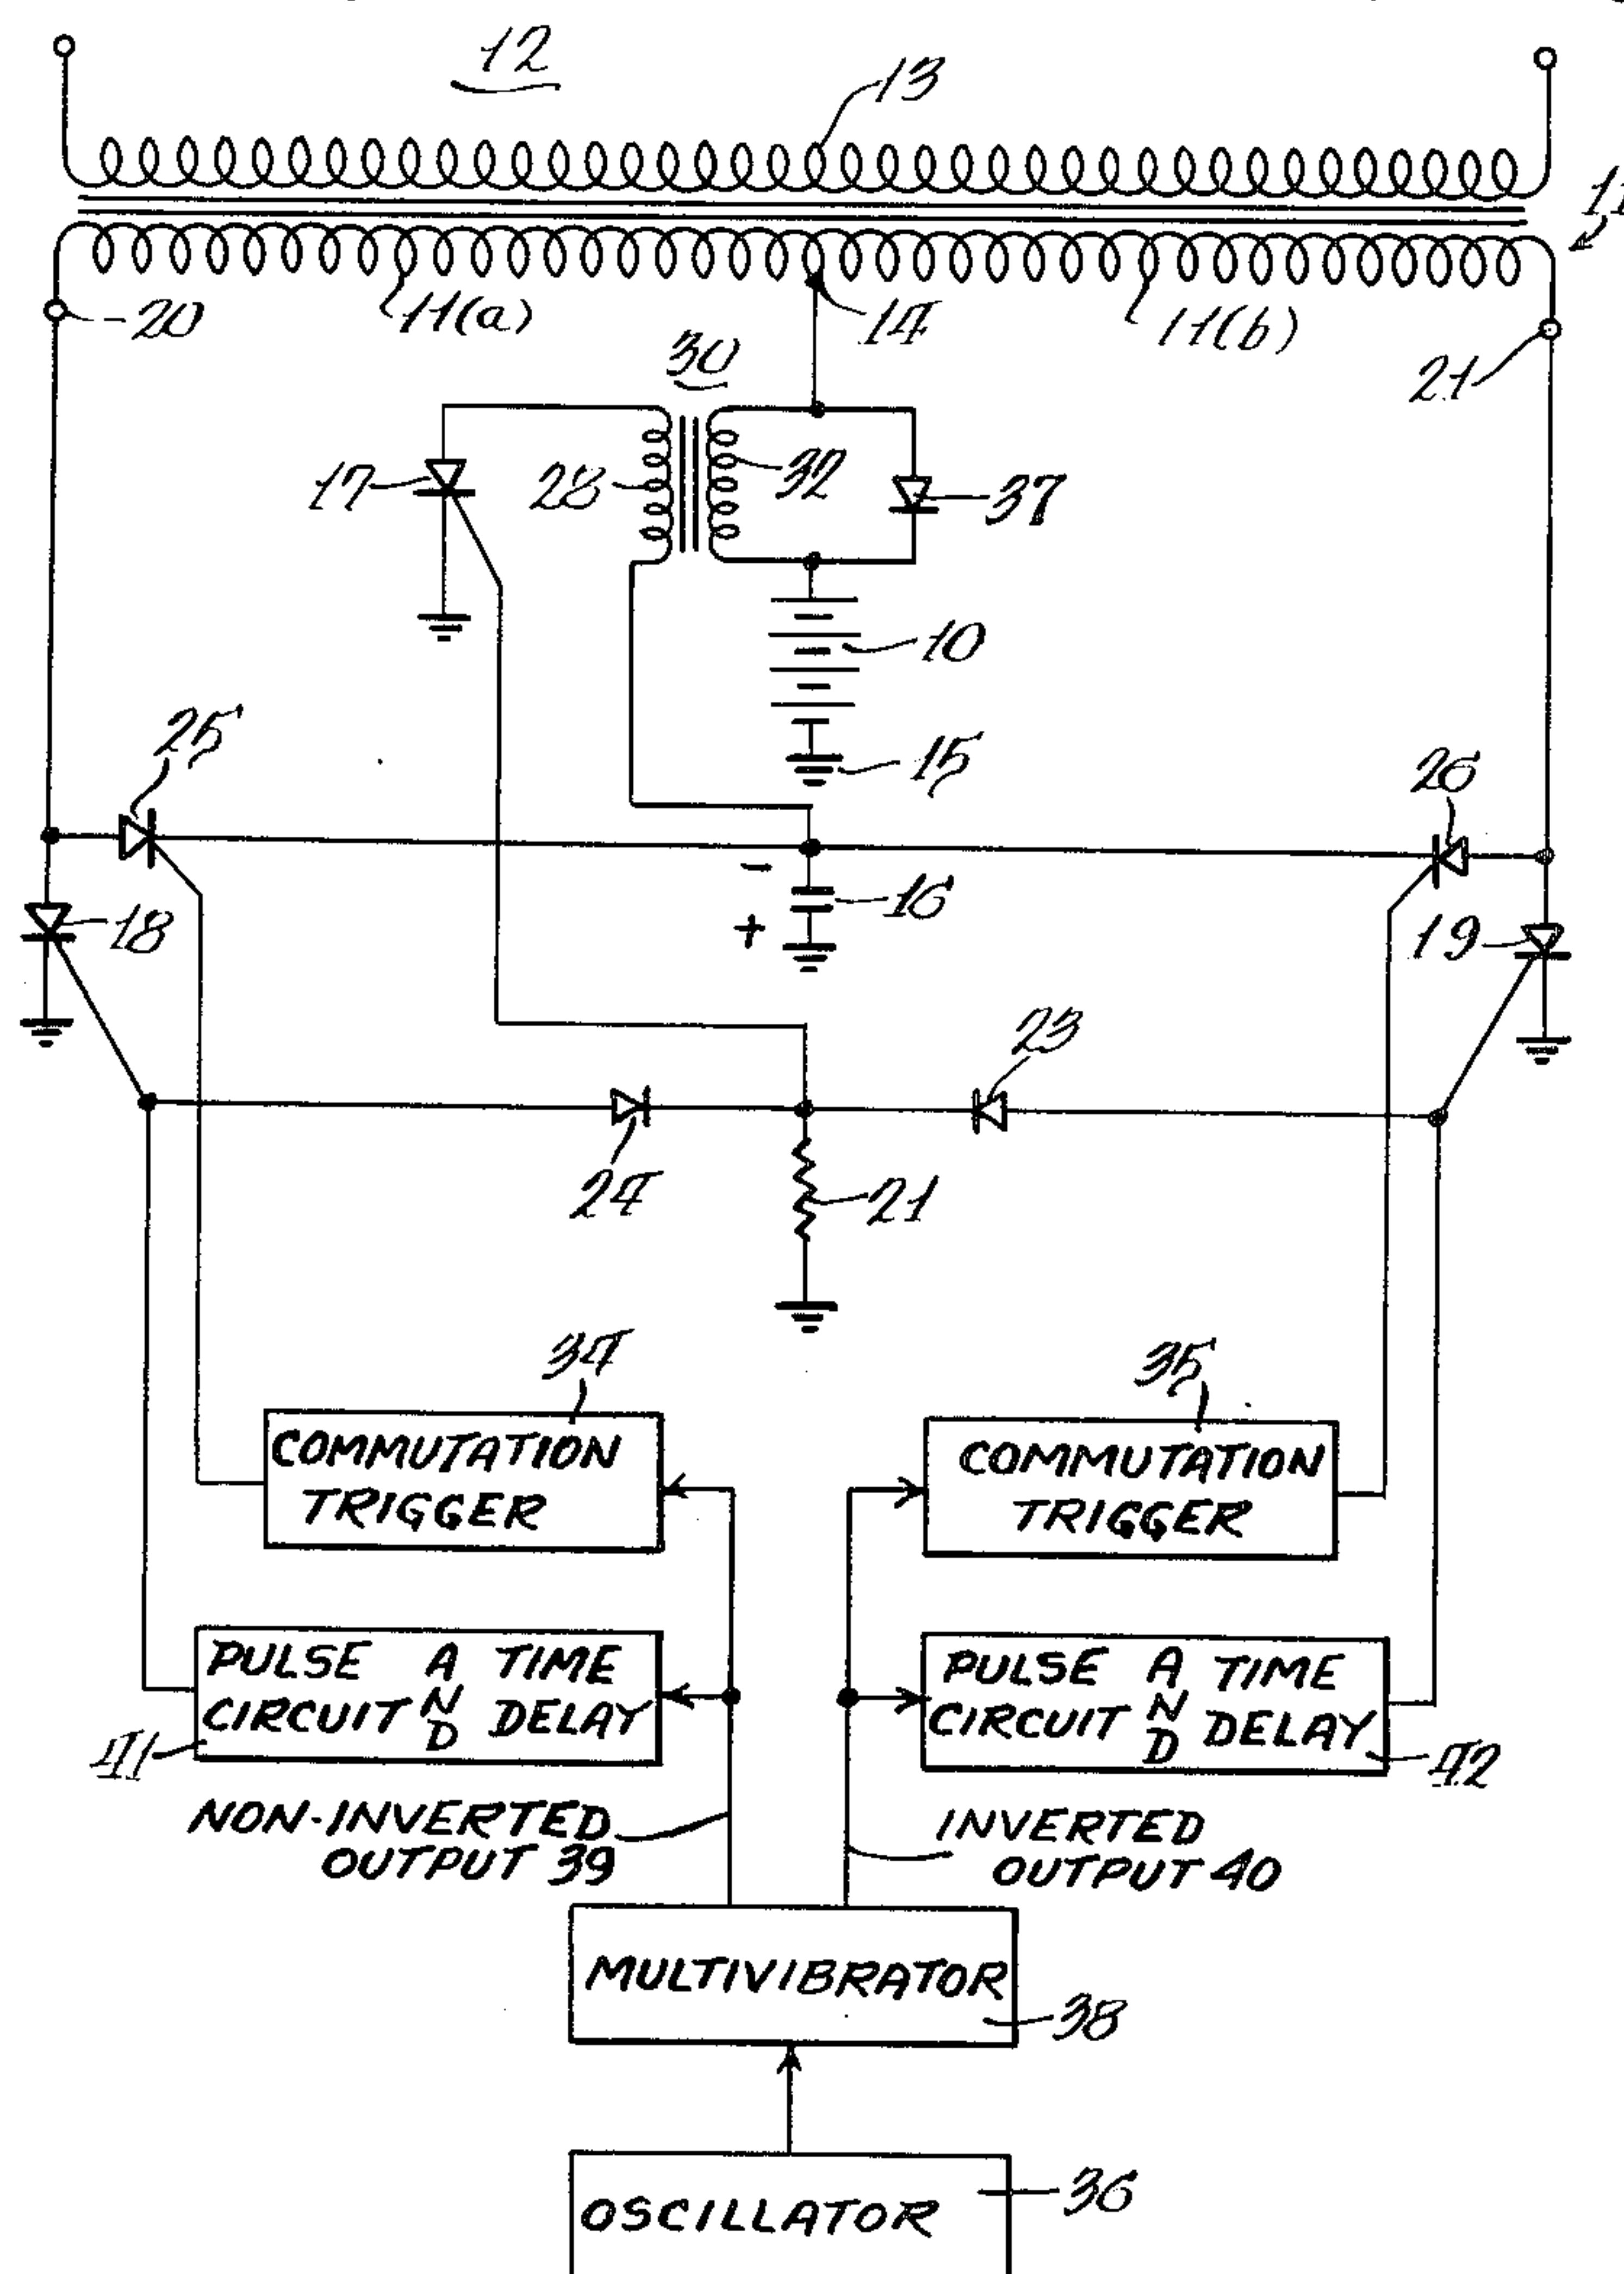 12
13
11
20
11(a)
14
11(b)
21
30
17
28
32
37
10
15
25
26
18
-
16
+
19
23
24
21
34
35
COMMUTATION
TRIGGER
COMMUTATION
TRIGGER
PULSE AND TIME
CIRCUIT DELAY
PULSE AND TIME
CIRCUIT DELAY
41
42
NON-INVERTED
OUTPUT 39
INVERTED
OUTPUT 40
MULTIVIBRATOR
38
OSCILLATOR
36